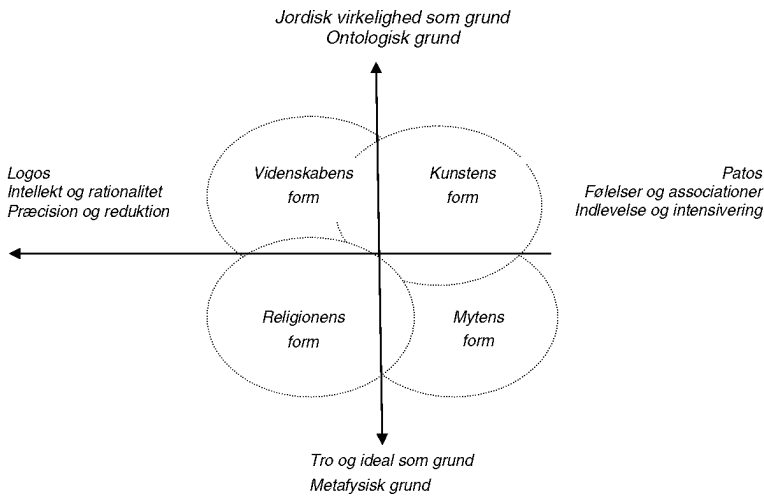 Jordisk virkelighed som grund
Ontologisk grund
Logos
Intellekt og rationalitet
Præcision og reduktion
Videnskabens
form
Kunstens
form
Patos
Følelser og associationer
Indlevelse og intensivering
Religionens
form
Mytens
form
Tro og ideal som grund
Metafysisk grund